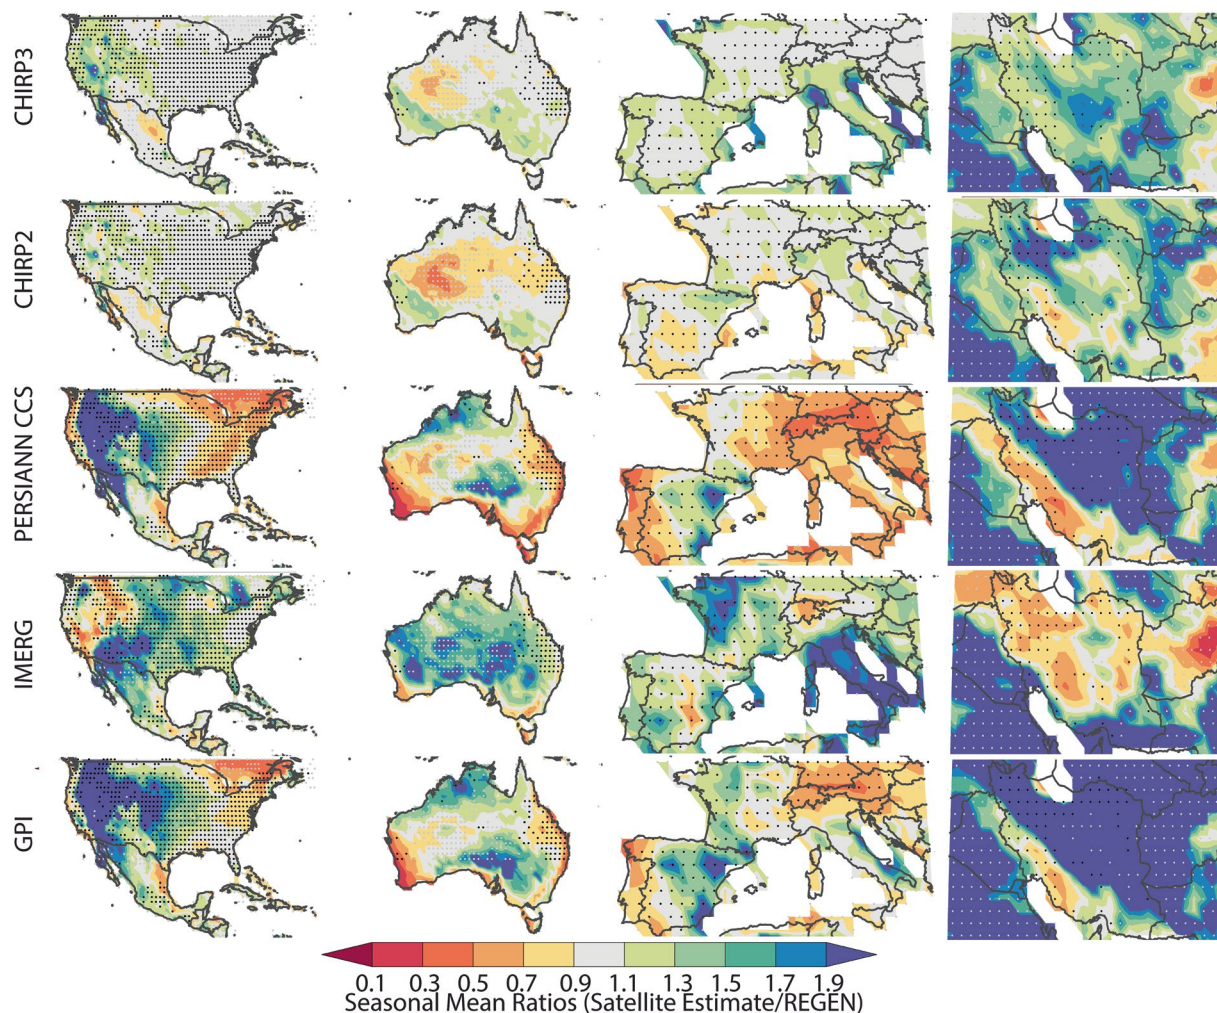 CHIRP3
CHIRP2
PERSIANN CCS
IMERG
GPI
0.1 0.3 0.5 0.7 0.9 1.1 1.3 1.5 1.7 1.9
Seasonal Mean Ratios (Satellite Estimate/REGEN)